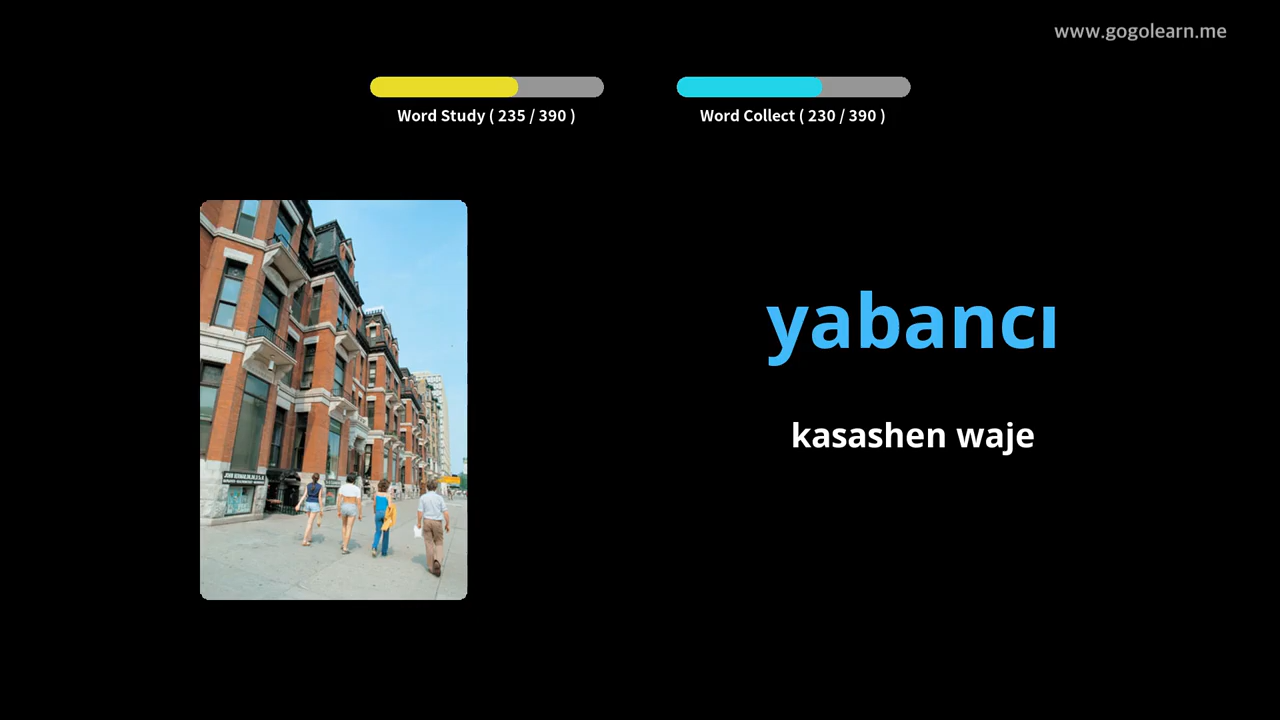 www.gogolearn.me
Word Study ( 235 / 390 )
Word Collect ( 230 / 390 )
yabancı
kasashen waje